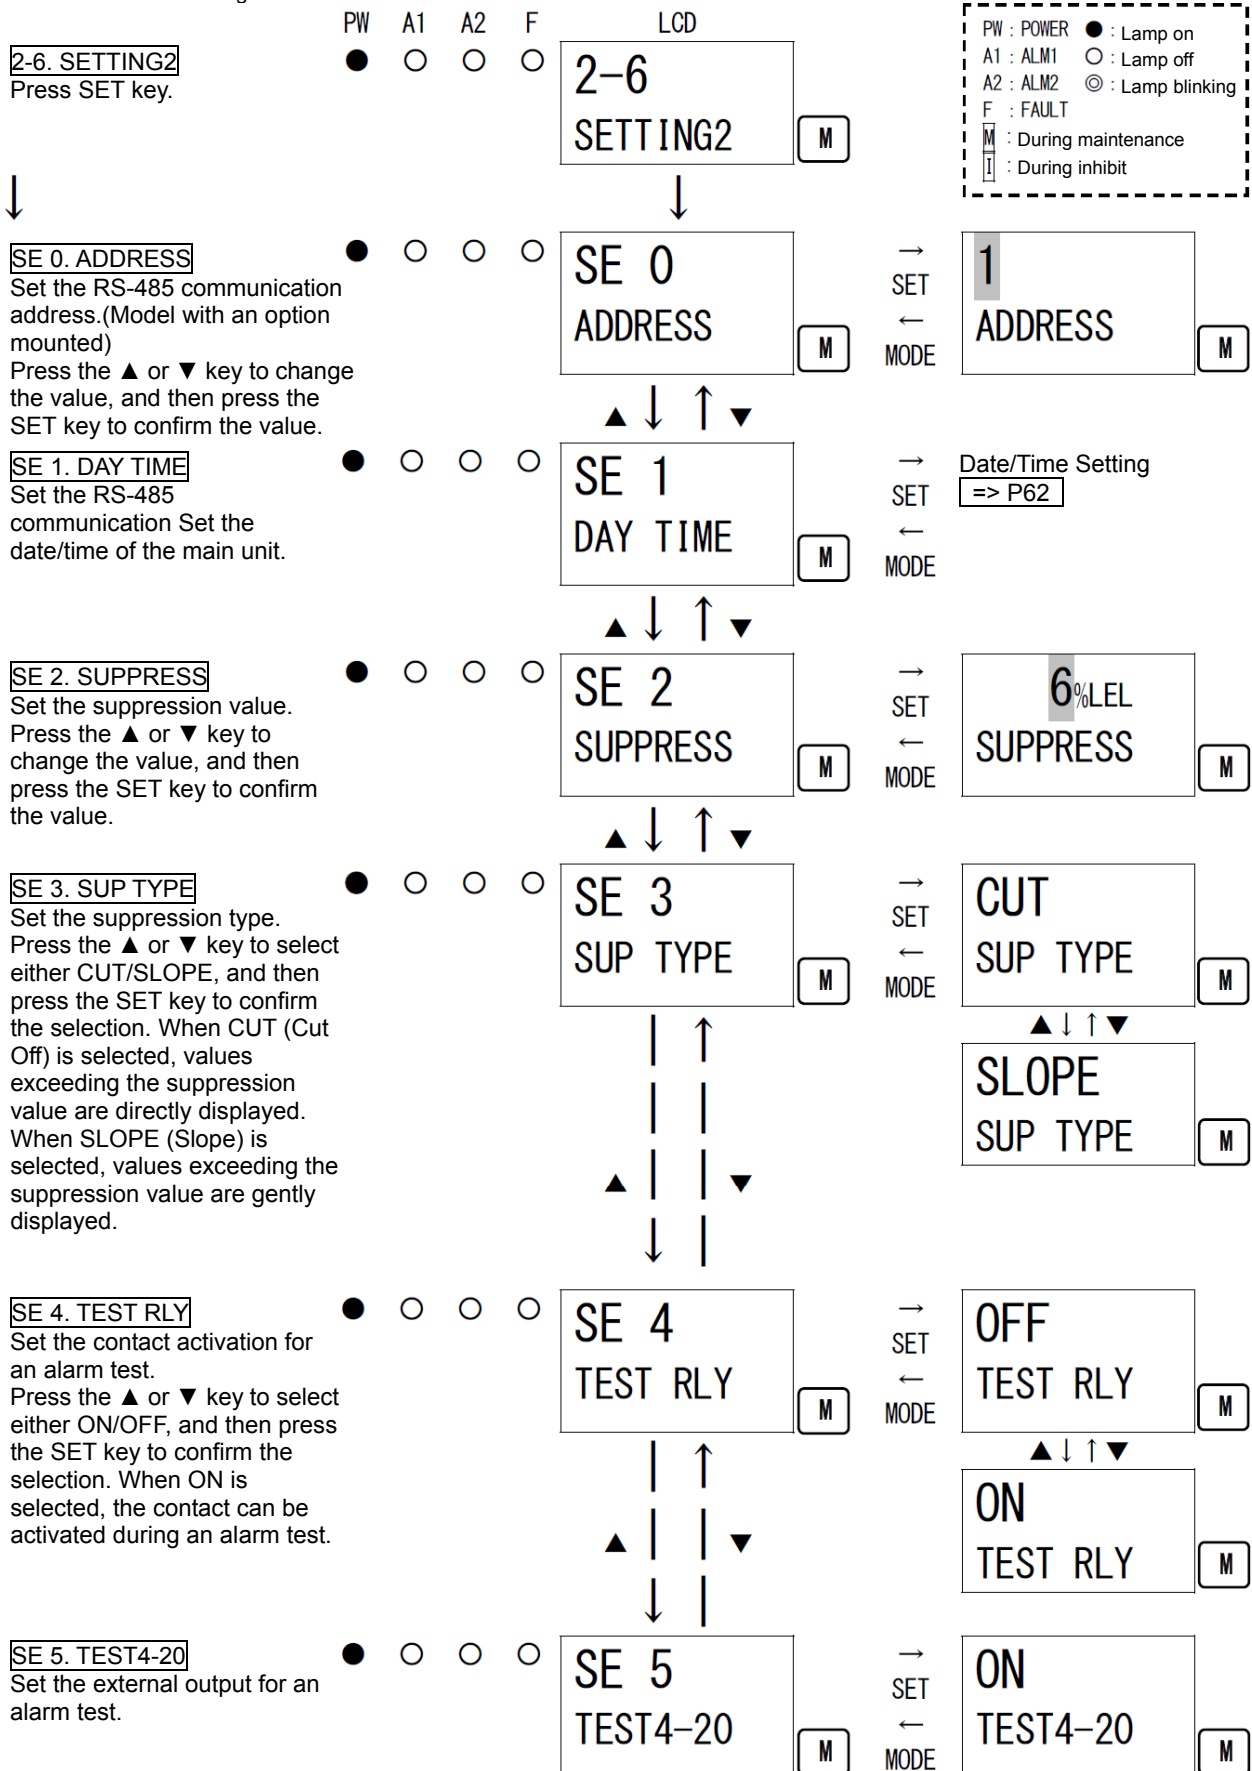 PW A1 A2 F LCD
PW : POWER ● : Lamp on
A1 : ALM1 ○ : Lamp off
A2 : ALM2 ◎ : Lamp blinking
F : FAULT
M : During maintenance
I : During inhibit
2-6. SETTING2
Press SET key.
● ○ ○ ○
2-6
SETTING2
M
↓ ↓
SE 0. ADDRESS
Set the RS-485 communication
address.(Model with an option
mounted)
Press the ▲ or ▼ key to change
the value, and then press the
SET key to confirm the value.
● ○ ○ ○
SE 0
ADDRESS
M
→
SET
←
MODE
1
ADDRESS
M
▲ ↓ ↑ ▼
SE 1. DAY TIME
Set the RS-485
communication Set the
date/time of the main unit.
● ○ ○ ○
SE 1
DAY TIME
M
→
SET
←
MODE
Date/Time Setting
=> P62
▲ ↓ ↑ ▼
SE 2. SUPPRESS
Set the suppression value.
Press the ▲ or ▼ key to
change the value, and then
press the SET key to confirm
the value.
● ○ ○ ○
SE 2
SUPPRESS
M
→
SET
←
MODE
6%LEL
SUPPRESS
M
▲ ↓ ↑ ▼
SE 3. SUP TYPE
Set the suppression type.
Press the ▲ or ▼ key to select
either CUT/SLOPE, and then
press the SET key to confirm
the selection. When CUT (Cut
Off) is selected, values
exceeding the suppression
value are directly displayed.
When SLOPE (Slope) is
selected, values exceeding the
suppression value are gently
displayed.
● ○ ○ ○
SE 3
SUP TYPE
M
→
SET
←
MODE
CUT
SUP TYPE
M
▲↓↑▼
SLOPE
SUP TYPE
M
▲ ↓ ↑ ▼
SE 4. TEST RLY
Set the contact activation for
an alarm test.
Press the ▲ or ▼ key to select
either ON/OFF, and then press
the SET key to confirm the
selection. When ON is
selected, the contact can be
activated during an alarm test.
● ○ ○ ○
SE 4
TEST RLY
M
→
SET
←
MODE
OFF
TEST RLY
M
▲↓↑▼
ON
TEST RLY
M
▲ ↓ ↑ ▼
SE 5. TEST4-20
Set the external output for an
alarm test.
● ○ ○ ○
SE 5
TEST4-20
M
→
SET
←
MODE
ON
TEST4-20
M